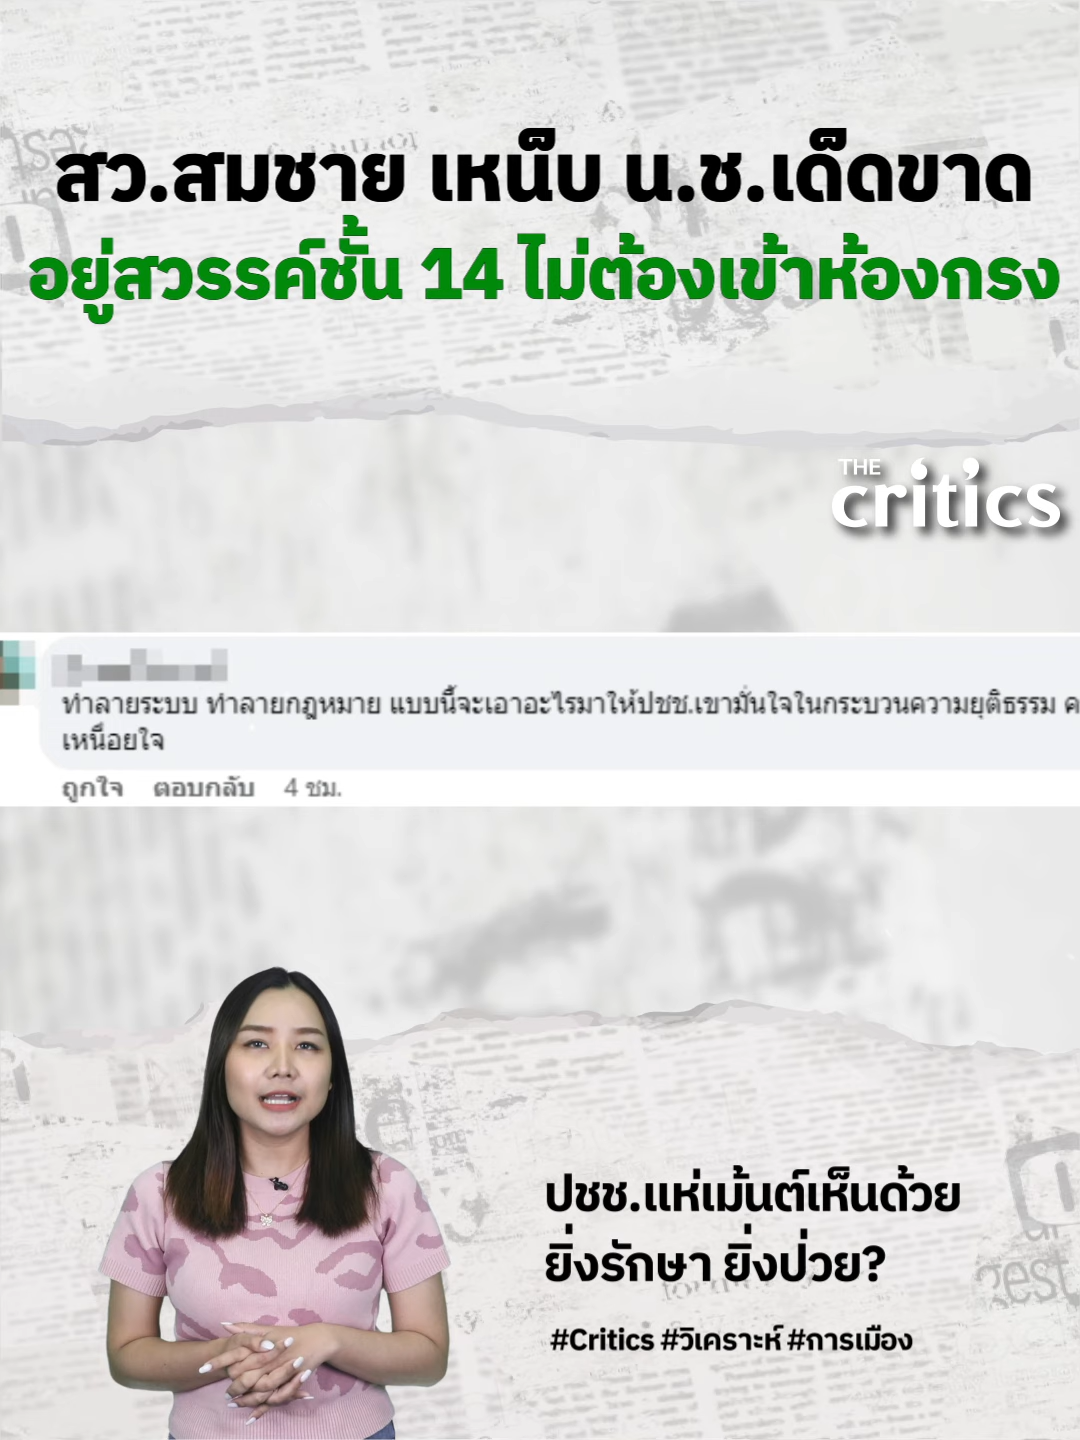 สว.สมชาย เหน็บ น.ช.เด็ดขาด
อยู่สวรรค์ชั้น 14 ไม่ต้องเข้าห้องกรง
THE
critics
ทำลายระบบ ทำลายกฎหมาย แบบนี้จะเอาอะไรมาให้ปชช.เขามั่นใจในกระบวนความยุติธรรม ค
เหนื่อยใจ
ถูกใจ ตอบกลับ 4 ชม.
ปชช.แห่เม้นต์เห็นด้วย
ยิ่งรักษา ยิ่งป่วย?
#Critics #วิเคราะห์ #การเมือง